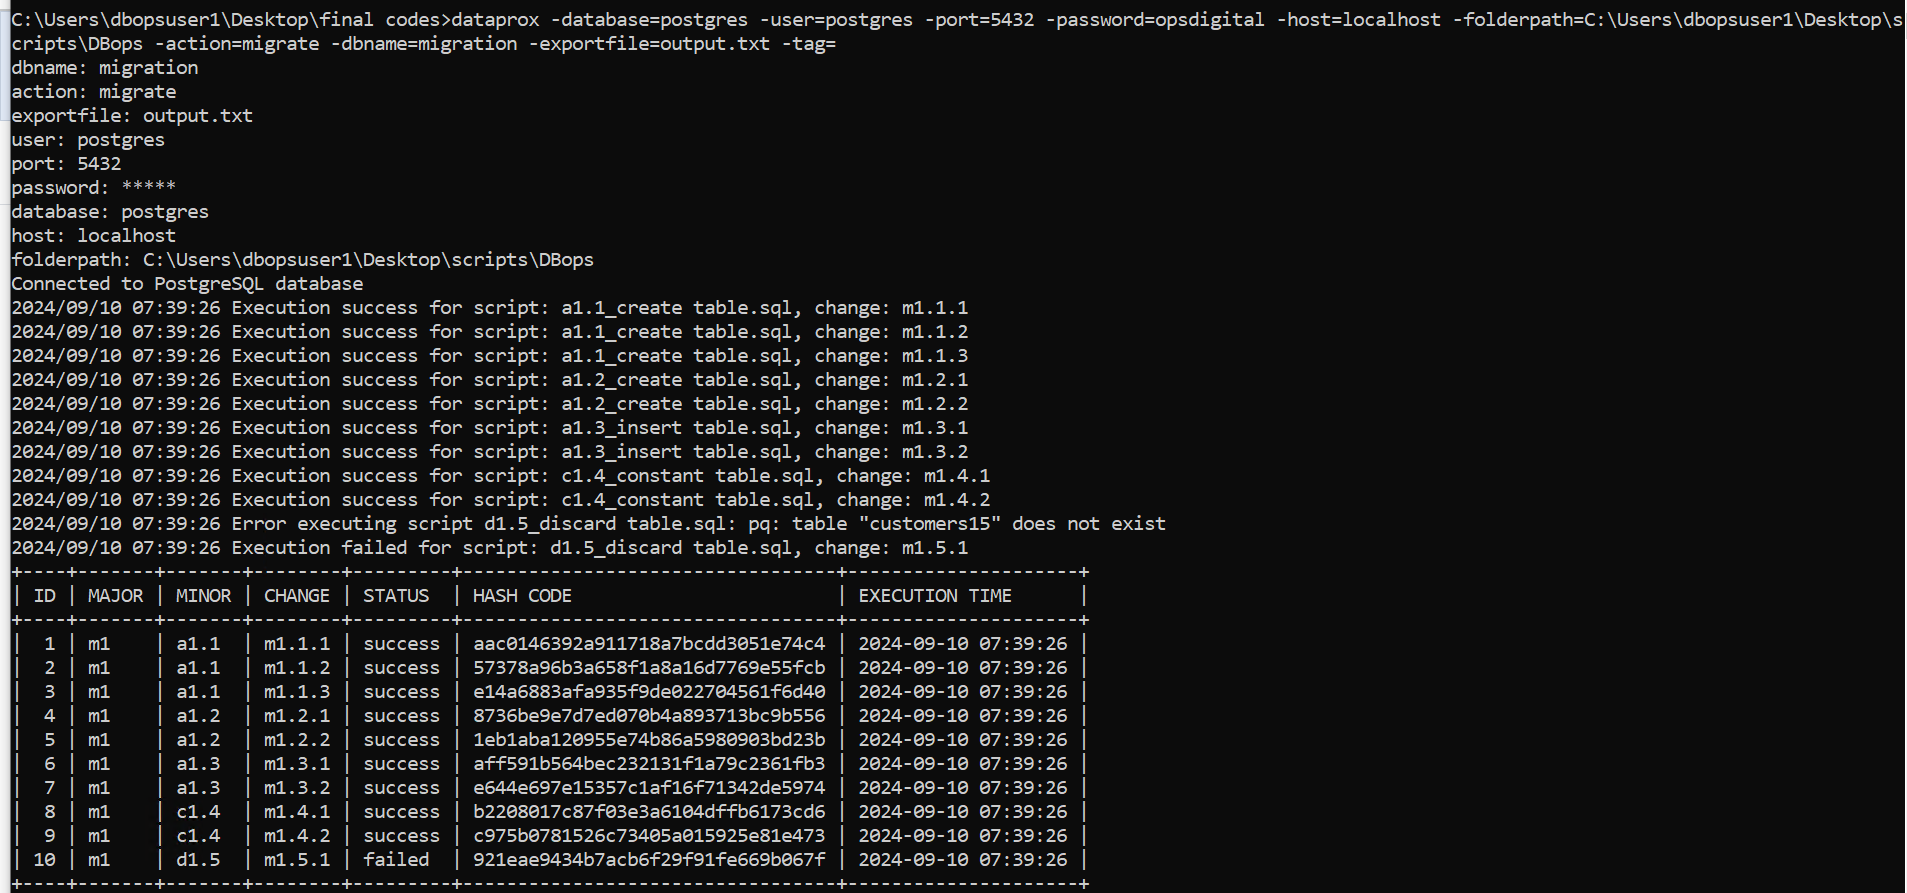 C:\Users\dbopsuser1\Desktop\final codes>dataprox -database=postgres -user=postgres -port=5432 -password=opsdigital -host=localhost -folderpath=C:\Users\dbopsuser1\Desktop\s
cripts\DBops -action=migrate -dbname=migration -exportfile=output.txt -tag=
dbname: migration
action: migrate
exportfile: output.txt
user: postgres
port: 5432
password: *****
database: postgres
host: localhost
folderpath: C:\Users\dbopsuser1\Desktop\scripts\DBops
Connected to PostgreSQL database
2024/09/10 07:39:26 Execution success for script: a1.1_create table.sql, change: m1.1.1
2024/09/10 07:39:26 Execution success for script: a1.1_create table.sql, change: m1.1.2
2024/09/10 07:39:26 Execution success for script: a1.1_create table.sql, change: m1.1.3
2024/09/10 07:39:26 Execution success for script: a1.2_create table.sql, change: m1.2.1
2024/09/10 07:39:26 Execution success for script: a1.2_create table.sql, change: m1.2.2
2024/09/10 07:39:26 Execution success for script: a1.3_insert table.sql, change: m1.3.1
2024/09/10 07:39:26 Execution success for script: a1.3_insert table.sql, change: m1.3.2
2024/09/10 07:39:26 Execution success for script: c1.4_constant table.sql, change: m1.4.1
2024/09/10 07:39:26 Execution success for script: c1.4_constant table.sql, change: m1.4.2
2024/09/10 07:39:26 Error executing script d1.5_discard table.sql: pq: table "customers15" does not exist
2024/09/10 07:39:26 Execution failed for script: d1.5_discard table.sql, change: m1.5.1
+----+-------+-------+--------+---------+----------------------------------+---------------------+
| ID | MAJOR | MINOR | CHANGE | STATUS  | HASH CODE                        | EXECUTION TIME      |
+----+-------+-------+--------+---------+----------------------------------+---------------------+
|  1 | m1    | a1.1  | m1.1.1 | success | aac0146392a911718a7bcdd3051e74c4 | 2024-09-10 07:39:26 |
|  2 | m1    | a1.1  | m1.1.2 | success | 57378a96b3a658f1a8a16d7769e55fcb | 2024-09-10 07:39:26 |
|  3 | m1    | a1.1  | m1.1.3 | success | e14a6883afa935f9de022704561f6d40 | 2024-09-10 07:39:26 |
|  4 | m1    | a1.2  | m1.2.1 | success | 8736be9e7d7ed070b4a893713bc9b556 | 2024-09-10 07:39:26 |
|  5 | m1    | a1.2  | m1.2.2 | success | 1eb1aba120955e74b86a5980903bd23b | 2024-09-10 07:39:26 |
|  6 | m1    | a1.3  | m1.3.1 | success | aff591b564bec232131f1a79c2361fb3 | 2024-09-10 07:39:26 |
|  7 | m1    | a1.3  | m1.3.2 | success | e644e697e15357c1af16f71342de5974 | 2024-09-10 07:39:26 |
|  8 | m1    | c1.4  | m1.4.1 | success | b2208017c87f03e3a6104dffb6173cd6 | 2024-09-10 07:39:26 |
|  9 | m1    | c1.4  | m1.4.2 | success | c975b0781526c73405a015925e81e473 | 2024-09-10 07:39:26 |
| 10 | m1    | d1.5  | m1.5.1 | failed  | 921eae9434b7acb6f29f91fe669b067f | 2024-09-10 07:39:26 |
+----+-------+-------+--------+---------+----------------------------------+---------------------+